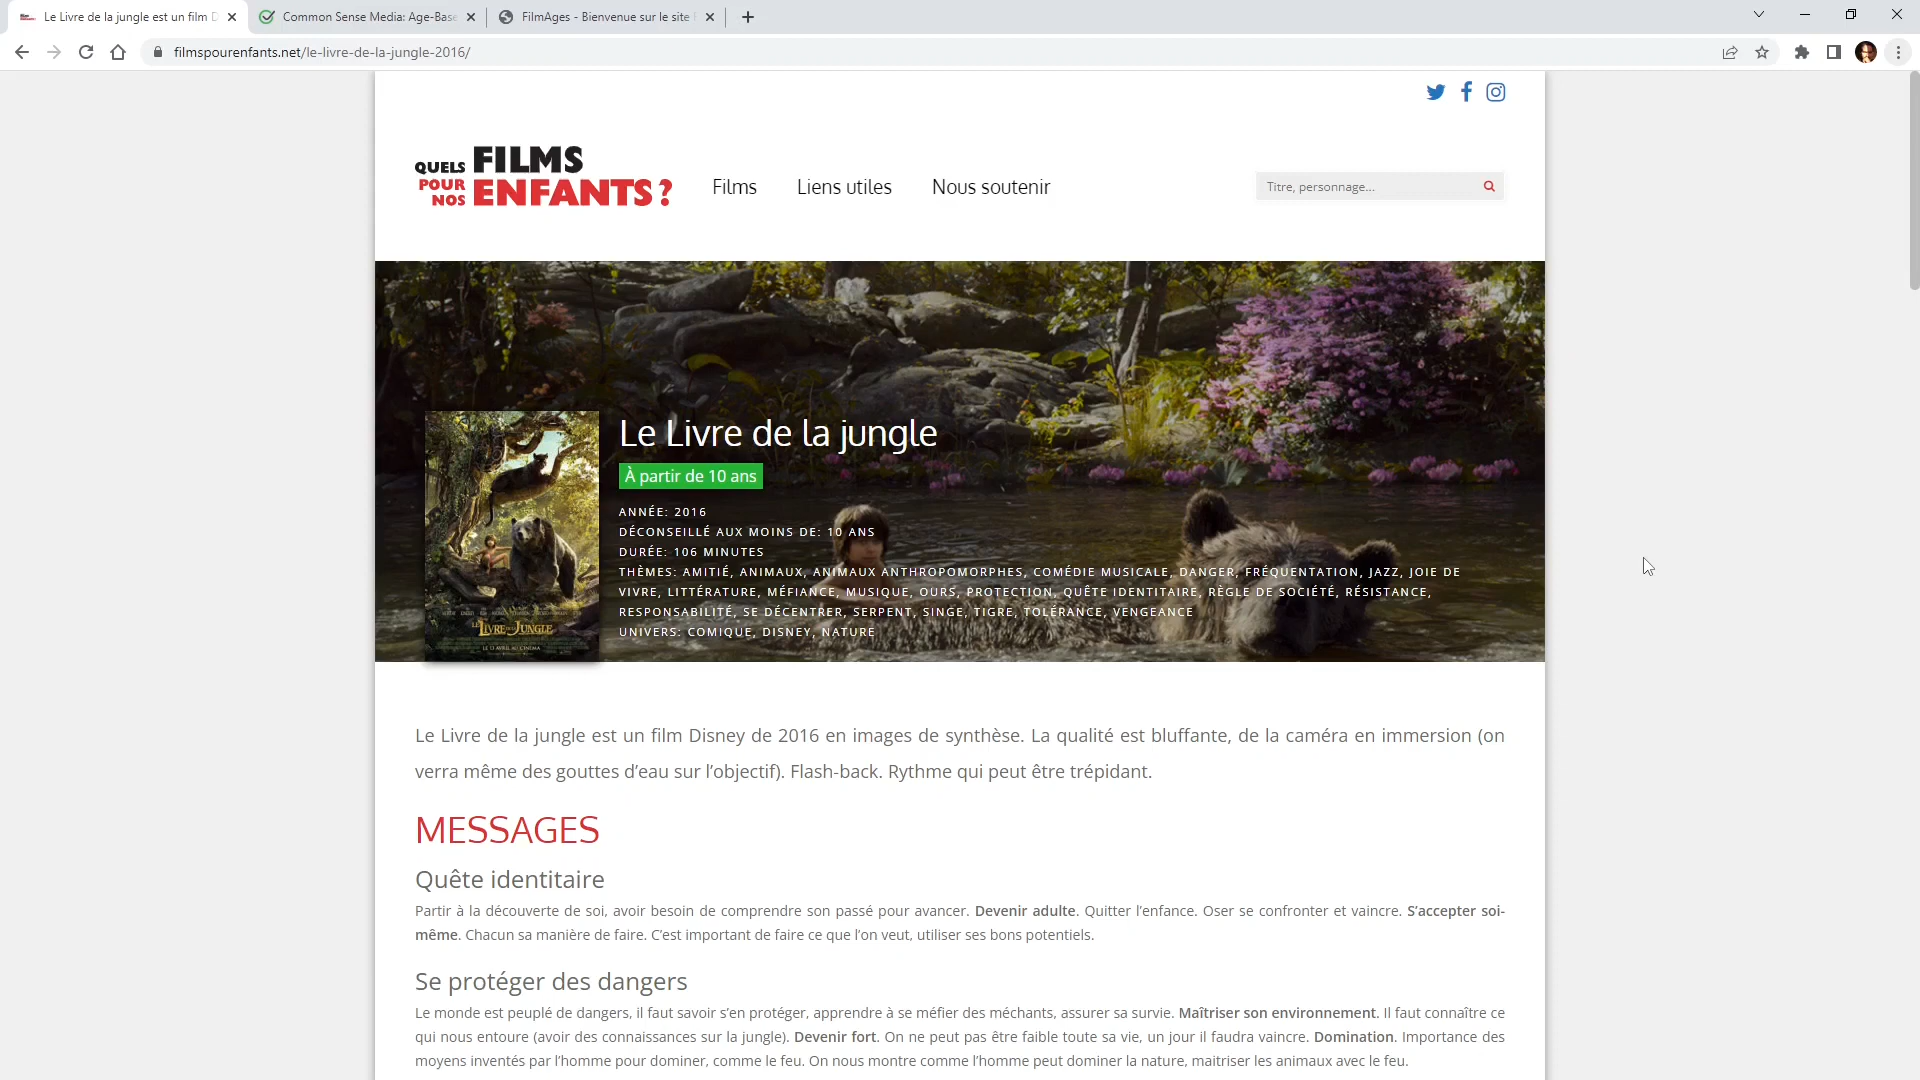 Le Livre de la jungle est un film D
Common Sense Media: Age-Base
FilmAges - Bienvenue sur le site
filmspourenfants.net/le-livre-de-la-jungle-2016/
QUELS FILMS
POUR NOS ENFANTS ?
Films
Liens utiles
Nous soutenir
Titre, personnage...
Le Livre de la jungle
À partir de 10 ans
ANNÉE: 2016
DÉCONSEILLÉ AUX MOINS DE: 10 ANS
DURÉE: 106 MINUTES
THÈMES: AMITIÉ, ANIMAUX, ANIMAUX ANTHROPOMORPHES, COMÉDIE MUSICALE, DANGER, FRÉQUENTATION, JAZZ, JOIE DE
VIVRE, LITTÉRATURE, MÉFIANCE, MUSIQUE, OURS, PROTECTION, QUÊTE IDENTITAIRE, RÈGLE DE SOCIÉTÉ, RÉSISTANCE,
RESPONSABILITÉ, SE DÉCENTRER, SERPENT, SINGE, TIGRE, TOLÉRANCE, VENGEANCE
UNIVERS: COMIQUE, DISNEY, NATURE
LE LIVRE DE LA JUNGLE
LE 13 AVRIL AU CINÉMA
Le Livre de la jungle est un film Disney de 2016 en images de synthèse. La qualité est bluffante, de la caméra en immersion (on
verra même des gouttes d'eau sur l'objectif). Flash-back. Rythme qui peut être trépidant.
MESSAGES
Quête identitaire
Partir à la découverte de soi, avoir besoin de comprendre son passé pour avancer. Devenir adulte. Quitter l'enfance. Oser se confronter et vaincre. S'accepter soi-
même. Chacun sa manière de faire. C'est important de faire ce que l'on veut, utiliser ses bons potentiels.
Se protéger des dangers
Le monde est peuplé de dangers, il faut savoir s'en protéger, apprendre à se méfier des méchants, assurer sa survie. Maîtriser son environnement. Il faut connaître ce
qui nous entoure (avoir des connaissances sur la jungle). Devenir fort. On ne peut pas être faible toute sa vie, un jour il faudra vaincre. Domination. Importance des
moyens inventés par l'homme pour dominer, comme le feu. On nous montre comme l'homme peut dominer la nature, maitriser les animaux avec le feu.